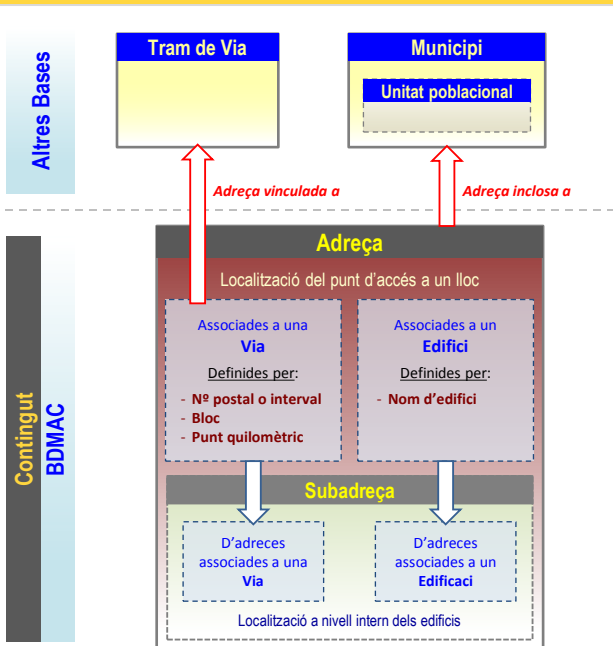 Altres Bases
Tram de Via
Municipi
Unitat poblacional
Adreça vinculada a
Adreça inclosa a
Contingut
BDMAC
Adreça
Localització del punt d'accés a un lloc
Associades a una
Via
Definides per:
- Nº postal o interval
- Bloc
- Punt quilomètric
Associades a un
Edifici
Definides per:
- Nom d'edifici
Subadreça
D'adreces
associades a una
Via
D'adreces
associades a un
Edificaci
Localització a nivell intern dels edificis